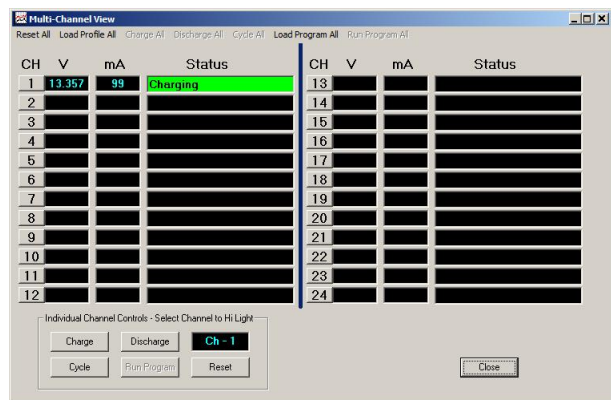 Multi-Channel View
Reset All Load Profile All Charge All Discharge All Cycle All Load Program All Run Program All
CH V mA Status CH V mA Status
1 13.357 99 Charging 13
2 14
3 15
4 16
5 17
6 18
7 19
8 20
9 21
10 22
11 23
12 24
Individual Channel Controls - Select Channel to Hi Light
Charge Discharge Ch - 1
Cycle Run Program Reset Close